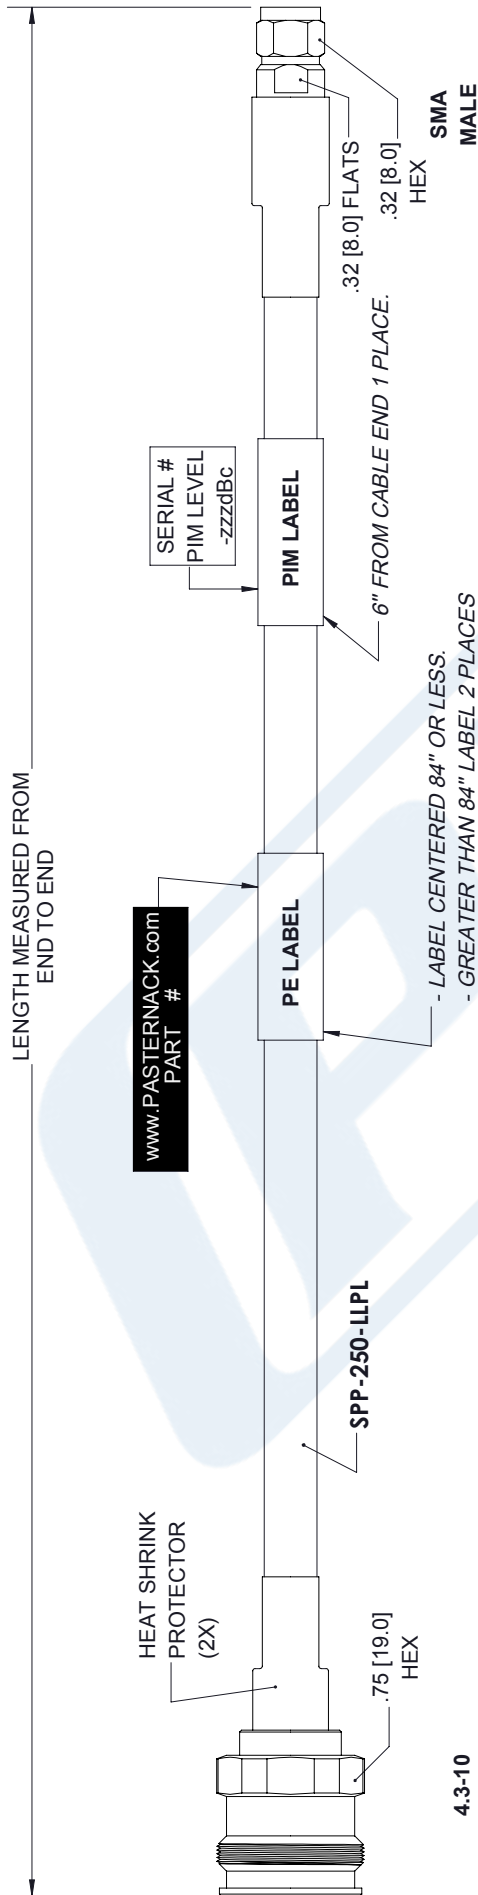 LENGTH MEASURED FROM
END TO END
HEAT SHRINK
PROTECTOR
(2X)
www.PASTERNACK.com
PART #
SERIAL #
PIM LEVEL
-zzzdBc
PE LABEL
PIM LABEL
.75 [19.0]
HEX
4.3-10
SPP-250-LLPL
- LABEL CENTERED 84" OR LESS.
- GREATER THAN 84" LABEL 2 PLACES
6" FROM CABLE END 1 PLACE.
.32 [8.0] FLATS
.32 [8.0]
HEX
SMA
MALE